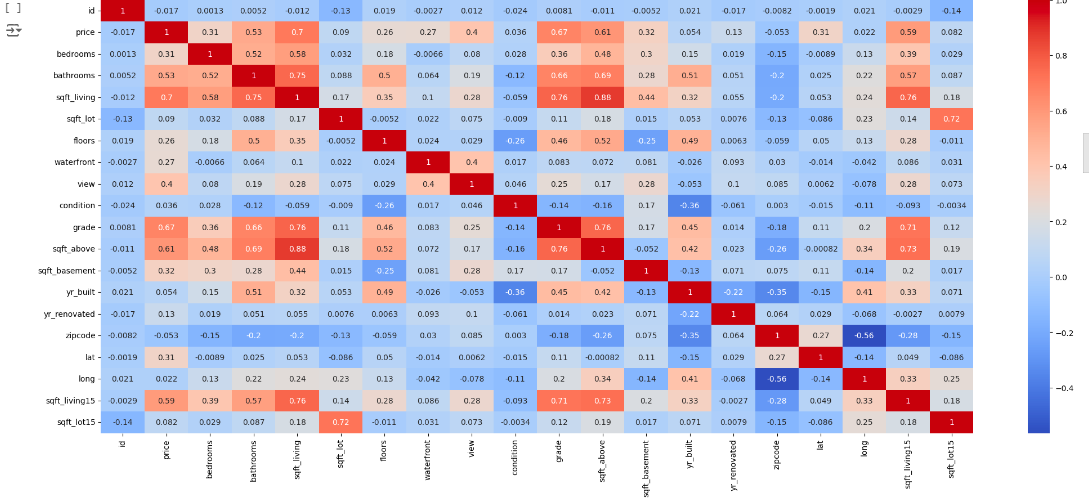 [ ]
id 1 -0.017 0.0013 0.0052 -0.012 -0.13 0.019 -0.0027 0.012 -0.024 0.0081 -0.011 -0.0052 0.021 -0.017 -0.0082 -0.0019 0.021 -0.0029 -0.14
price -0.017 1 0.31 0.53 0.7 0.09 0.26 0.27 0.4 0.036 0.67 0.61 0.32 0.054 0.13 -0.053 0.31 0.022 0.59 0.082
bedrooms 0.0013 0.31 1 0.52 0.58 0.032 0.18 -0.0066 0.08 0.028 0.36 0.48 0.3 0.15 0.019 -0.15 -0.0089 0.13 0.39 0.029
bathrooms 0.0052 0.53 0.52 1 0.75 0.088 0.5 0.064 0.19 -0.12 0.66 0.69 0.28 0.51 0.051 -0.2 0.025 0.22 0.57 0.087
sqft_living -0.012 0.7 0.58 0.75 1 0.17 0.35 0.1 0.28 -0.059 0.76 0.88 0.44 0.32 0.055 -0.2 0.053 0.24 0.76 0.18
sqft_lot -0.13 0.09 0.032 0.088 0.17 1 -0.0052 0.022 0.075 -0.009 0.11 0.18 0.015 0.053 0.0076 -0.13 -0.086 0.23 0.14 0.72
floors 0.019 0.26 0.18 0.5 0.35 -0.0052 1 0.024 0.029 -0.26 0.46 0.52 -0.25 0.49 0.0063 -0.059 0.05 0.13 0.28 -0.011
waterfront -0.0027 0.27 -0.0066 0.064 0.1 0.022 0.024 1 0.4 0.017 0.083 0.072 0.081 -0.026 0.093 0.03 -0.014 -0.042 0.086 0.031
view 0.012 0.4 0.08 0.19 0.28 0.075 0.029 0.4 1 0.046 0.25 0.17 0.28 -0.053 0.1 0.085 0.0062 -0.078 0.28 0.073
condition -0.024 0.036 0.028 -0.12 -0.059 -0.009 -0.26 0.017 0.046 1 -0.14 -0.16 0.17 -0.36 -0.061 0.003 -0.015 -0.11 -0.093 -0.0034
grade 0.0081 0.67 0.36 0.66 0.76 0.11 0.46 0.083 0.25 -0.14 1 0.76 0.17 0.45 0.014 -0.18 0.11 0.2 0.71 0.12
sqft_above -0.011 0.61 0.48 0.69 0.88 0.18 0.52 0.072 0.17 -0.16 0.76 1 -0.052 0.42 0.023 -0.26 -0.00082 0.34 0.73 0.19
sqft_basement -0.0052 0.32 0.3 0.28 0.44 0.015 -0.25 0.081 0.28 0.17 0.17 -0.052 1 -0.13 0.071 0.075 0.11 -0.14 0.2 0.017
yr_built 0.021 0.054 0.15 0.51 0.32 0.053 0.49 -0.026 -0.053 -0.36 0.45 0.42 -0.13 1 -0.22 -0.35 -0.15 0.41 0.33 0.071
yr_renovated -0.017 0.13 0.019 0.051 0.055 0.0076 0.0063 0.093 0.1 -0.061 0.014 0.023 0.071 -0.22 1 0.064 0.029 -0.068 -0.0027 0.0079
zipcode -0.0082 -0.053 -0.15 -0.2 -0.2 -0.13 -0.059 0.03 0.085 0.003 -0.18 -0.26 0.075 -0.35 0.064 1 0.27 -0.56 -0.28 -0.15
lat -0.0019 0.31 -0.0089 0.025 0.053 -0.086 0.05 -0.014 0.0062 -0.015 0.11 -0.00082 0.11 -0.15 0.029 0.27 1 -0.14 0.049 -0.086
long 0.021 0.022 0.13 0.22 0.24 0.23 0.13 -0.042 -0.078 -0.11 0.2 0.34 -0.14 0.41 -0.068 -0.56 -0.14 1 0.33 0.25
sqft_living15 -0.0029 0.59 0.39 0.57 0.76 0.14 0.28 0.086 0.28 -0.093 0.71 0.73 0.2 0.33 -0.0027 -0.28 0.049 0.33 1 0.18
sqft_lot15 -0.14 0.082 0.029 0.087 0.18 0.72 -0.011 0.031 0.073 -0.0034 0.12 0.19 0.017 0.071 0.0079 -0.15 -0.086 0.25 0.18 1
id price bedrooms bathrooms sqft_living sqft_lot floors waterfront view condition grade sqft_above sqft_basement yr_built yr_renovated zipcode lat long sqft_living15 sqft_lot15
1.0
0.8
0.6
0.4
0.2
0.0
−0.2
−0.4